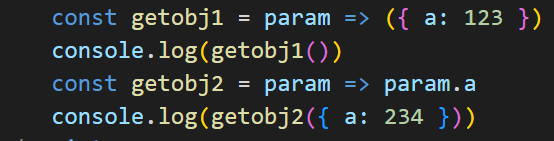 const getobj1 = param => ({ a: 123 })
console.log(getobj1())
const getobj2 = param => param.a
console.log(getobj2({ a: 234 }))